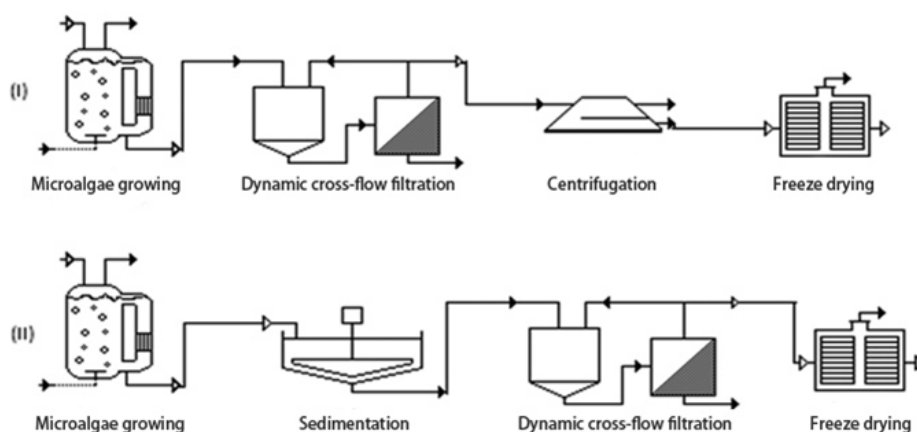 (I)
Microalgae growing Dynamic cross-flow filtration Centrifugation Freeze drying
(II)
Microalgae growing Sedimentation Dynamic cross-flow filtration Freeze drying